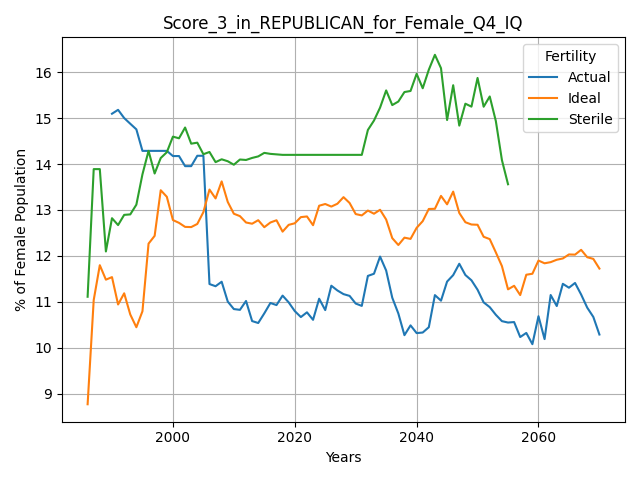 Score_3_in_REPUBLICAN_for_Female_Q4_IQ
Fertility
Actual
Ideal
Sterile
% of Female Population
16
15
14
13
12
11
10
9
2000
2020
2040
2060
Years